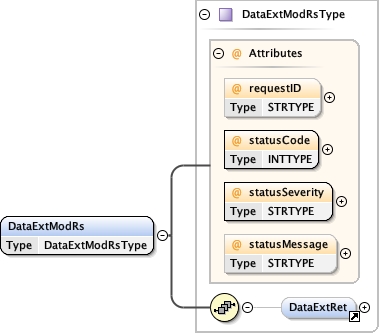 DataExtModRsType
@ Attributes
@ requestID
Type STRTYPE
@ statusCode
Type INTTYPE
@ statusSeverity
Type STRTYPE
DataExtModRs
Type DataExtModRsType
@ statusMessage
Type STRTYPE
DataExtRet